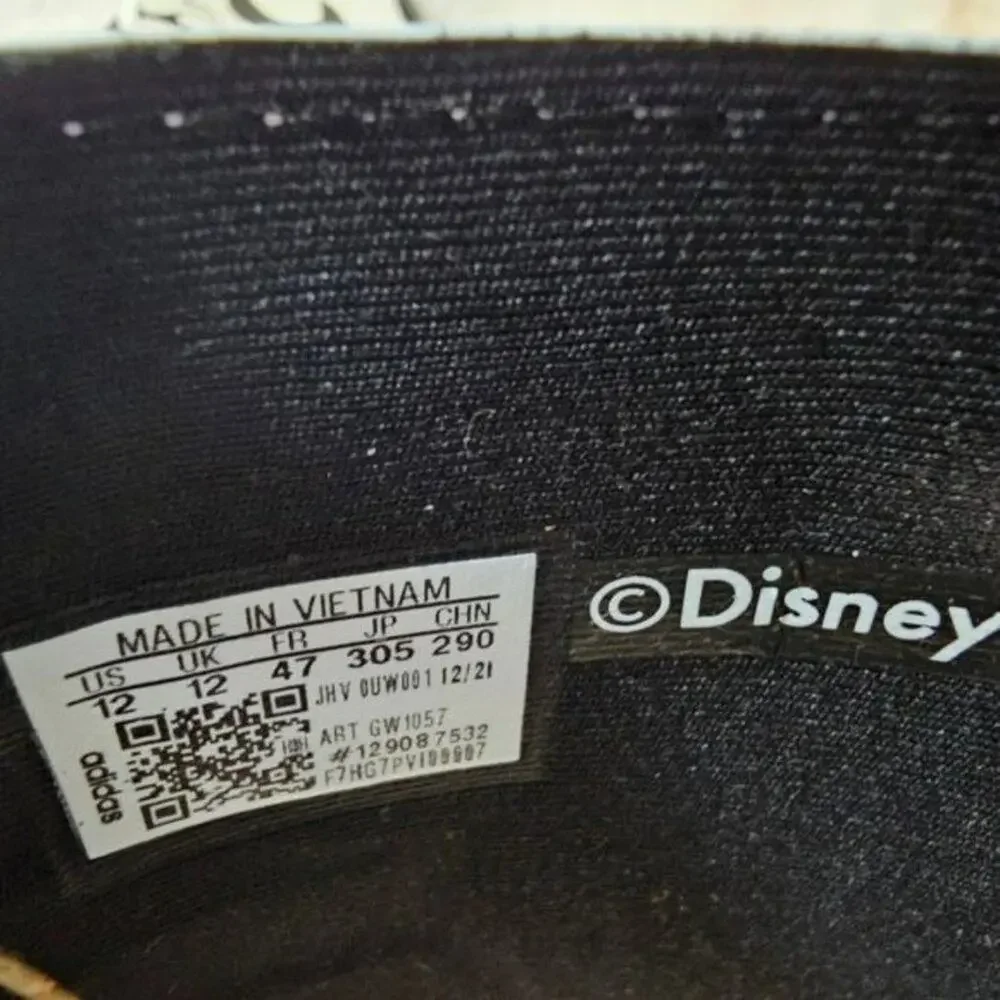 MADE IN VIETNAM
US UK FR JP CHN
12 12 47 305 290
JHV 0UW001 12/21
ART GW1057
#129087532
adidas
©Disney